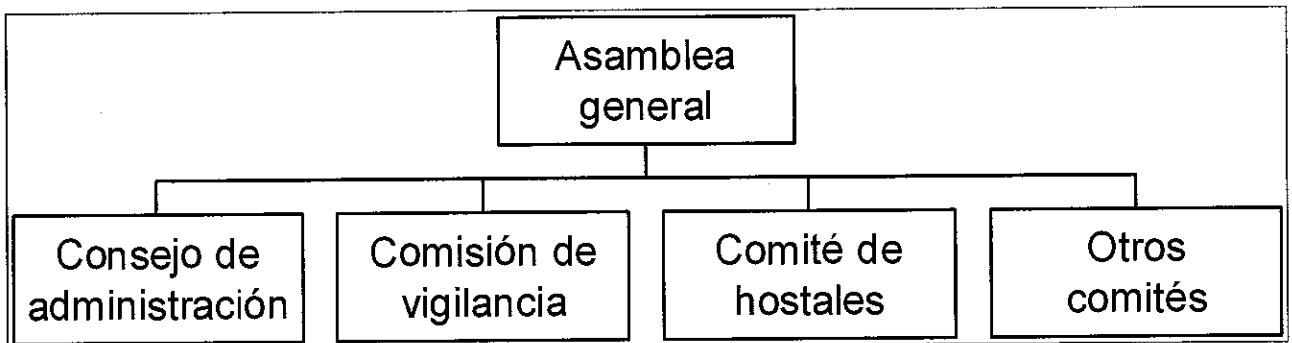 Asamblea
general
Consejo de
administración
Comisión de
vigilancia
Comité de
hostales
Otros
comités